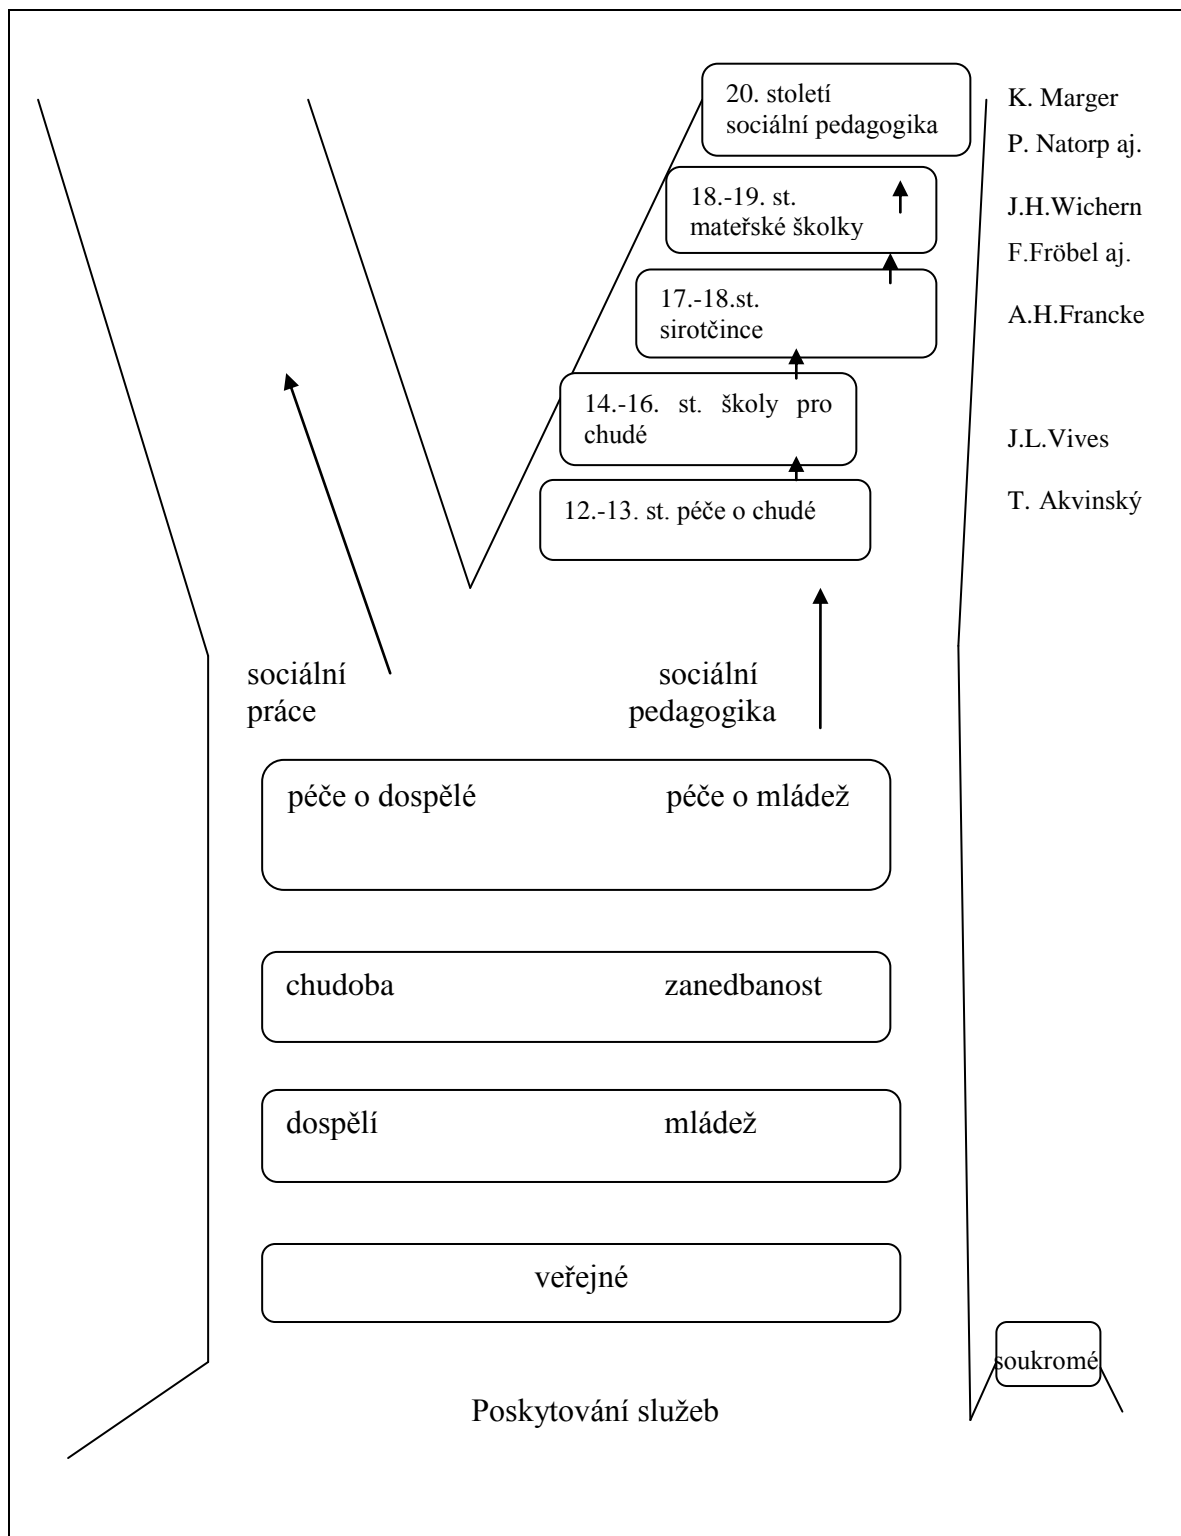 20. století
sociální pedagogika
K. Marger
P. Natorp aj.
18.-19. st.
mateřské školky
J.H.Wichern
F.Fröbel aj.
17.-18.st.
sirotčince
A.H.Francke
14.-16. st. školy pro
chudé
J.L.Vives
12.-13. st. péče o chudé
T. Akvinský
sociální
práce
sociální
pedagogika
péče o dospělé
péče o mládež
chudoba
zanedbanost
dospělí
mládež
veřejné
soukromé
Poskytování služeb